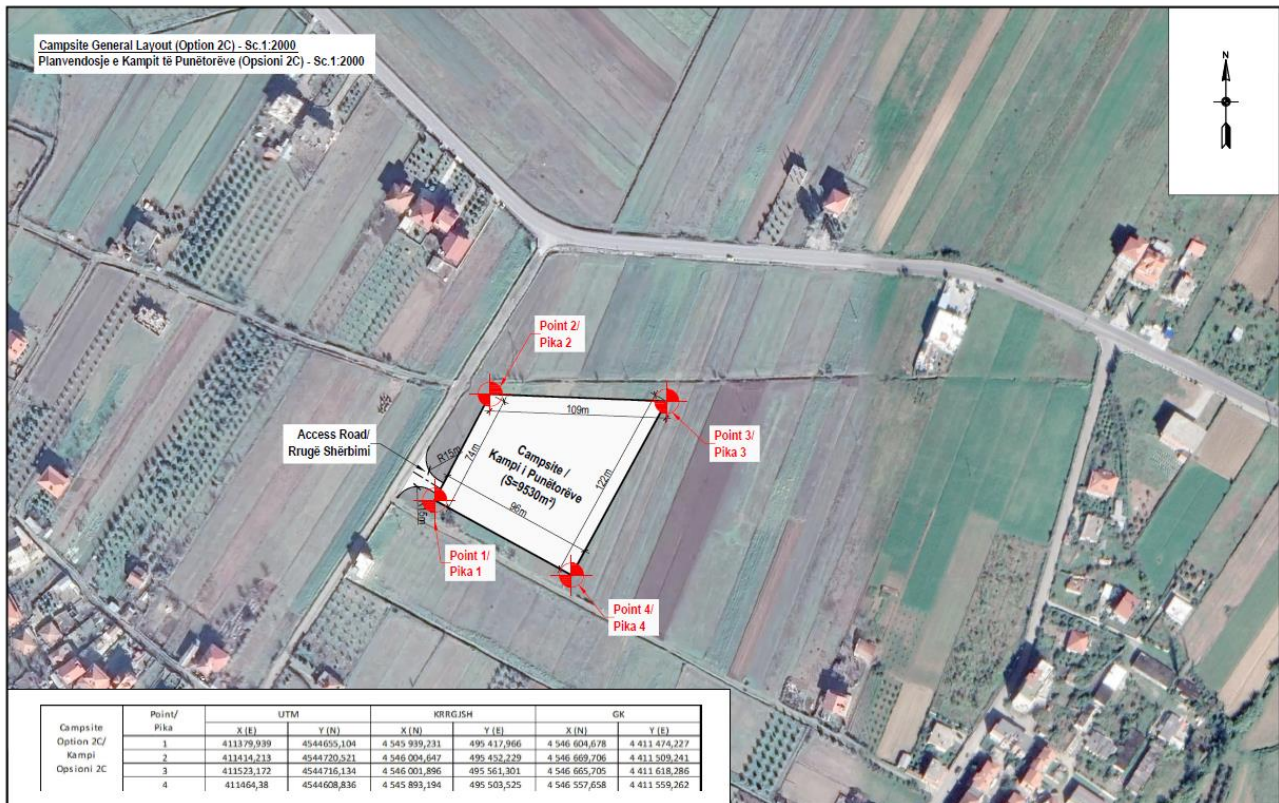 Campsite General Layout (Option 2C) - Sc.1:2000
Planvendosje e Kampit të Punëtorëve (Opsioni 2C) - Sc.1:2000
N
Point 2/
Pika 2
109m
Access Road/
Rrugë Shërbimi
R15m
74m
Campsite /
Kampi i Punëtorëve
(S=9530m²)
122m
96m
Point 3/
Pika 3
Point 1/
Pika 1
Point 4/
Pika 4
Campsite
Option 2C/
Kampi
Opsioni 2C
Point/
Pika UTM KRRGJSH GK
X (E) Y (N) X (N) Y (E) X (N) Y (E)
1 411379,939 4544655,104 4 545 939,231 495 417,966 4 546 604,678 4 411 474,227
2 411414,213 4544720,521 4 546 004,647 495 452,229 4 546 669,706 4 411 509,241
3 411523,172 4544716,134 4 546 001,896 495 561,301 4 546 665,705 4 411 618,286
4 411464,38 4544608,836 4 545 893,194 495 503,525 4 546 557,658 4 411 559,262